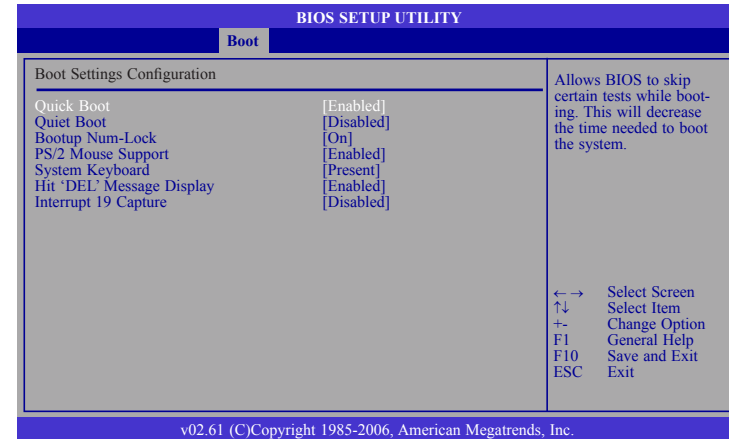 BIOS SETUP UTILITY
Boot
Boot Settings Configuration
Quick Boot [Enabled]
Quiet Boot [Disabled]
Bootup Num-Lock [On]
PS/2 Mouse Support [Enabled]
System Keyboard [Present]
Hit ‘DEL’ Message Display [Enabled]
Interrupt 19 Capture [Disabled]
Allows BIOS to skip
certain tests while boot-
ing. This will decrease
the time needed to boot
the system.
←→ Select Screen
↑↓ Select Item
+- Change Option
F1 General Help
F10 Save and Exit
ESC Exit
v02.61 (C)Copyright 1985-2006, American Megatrends, Inc.